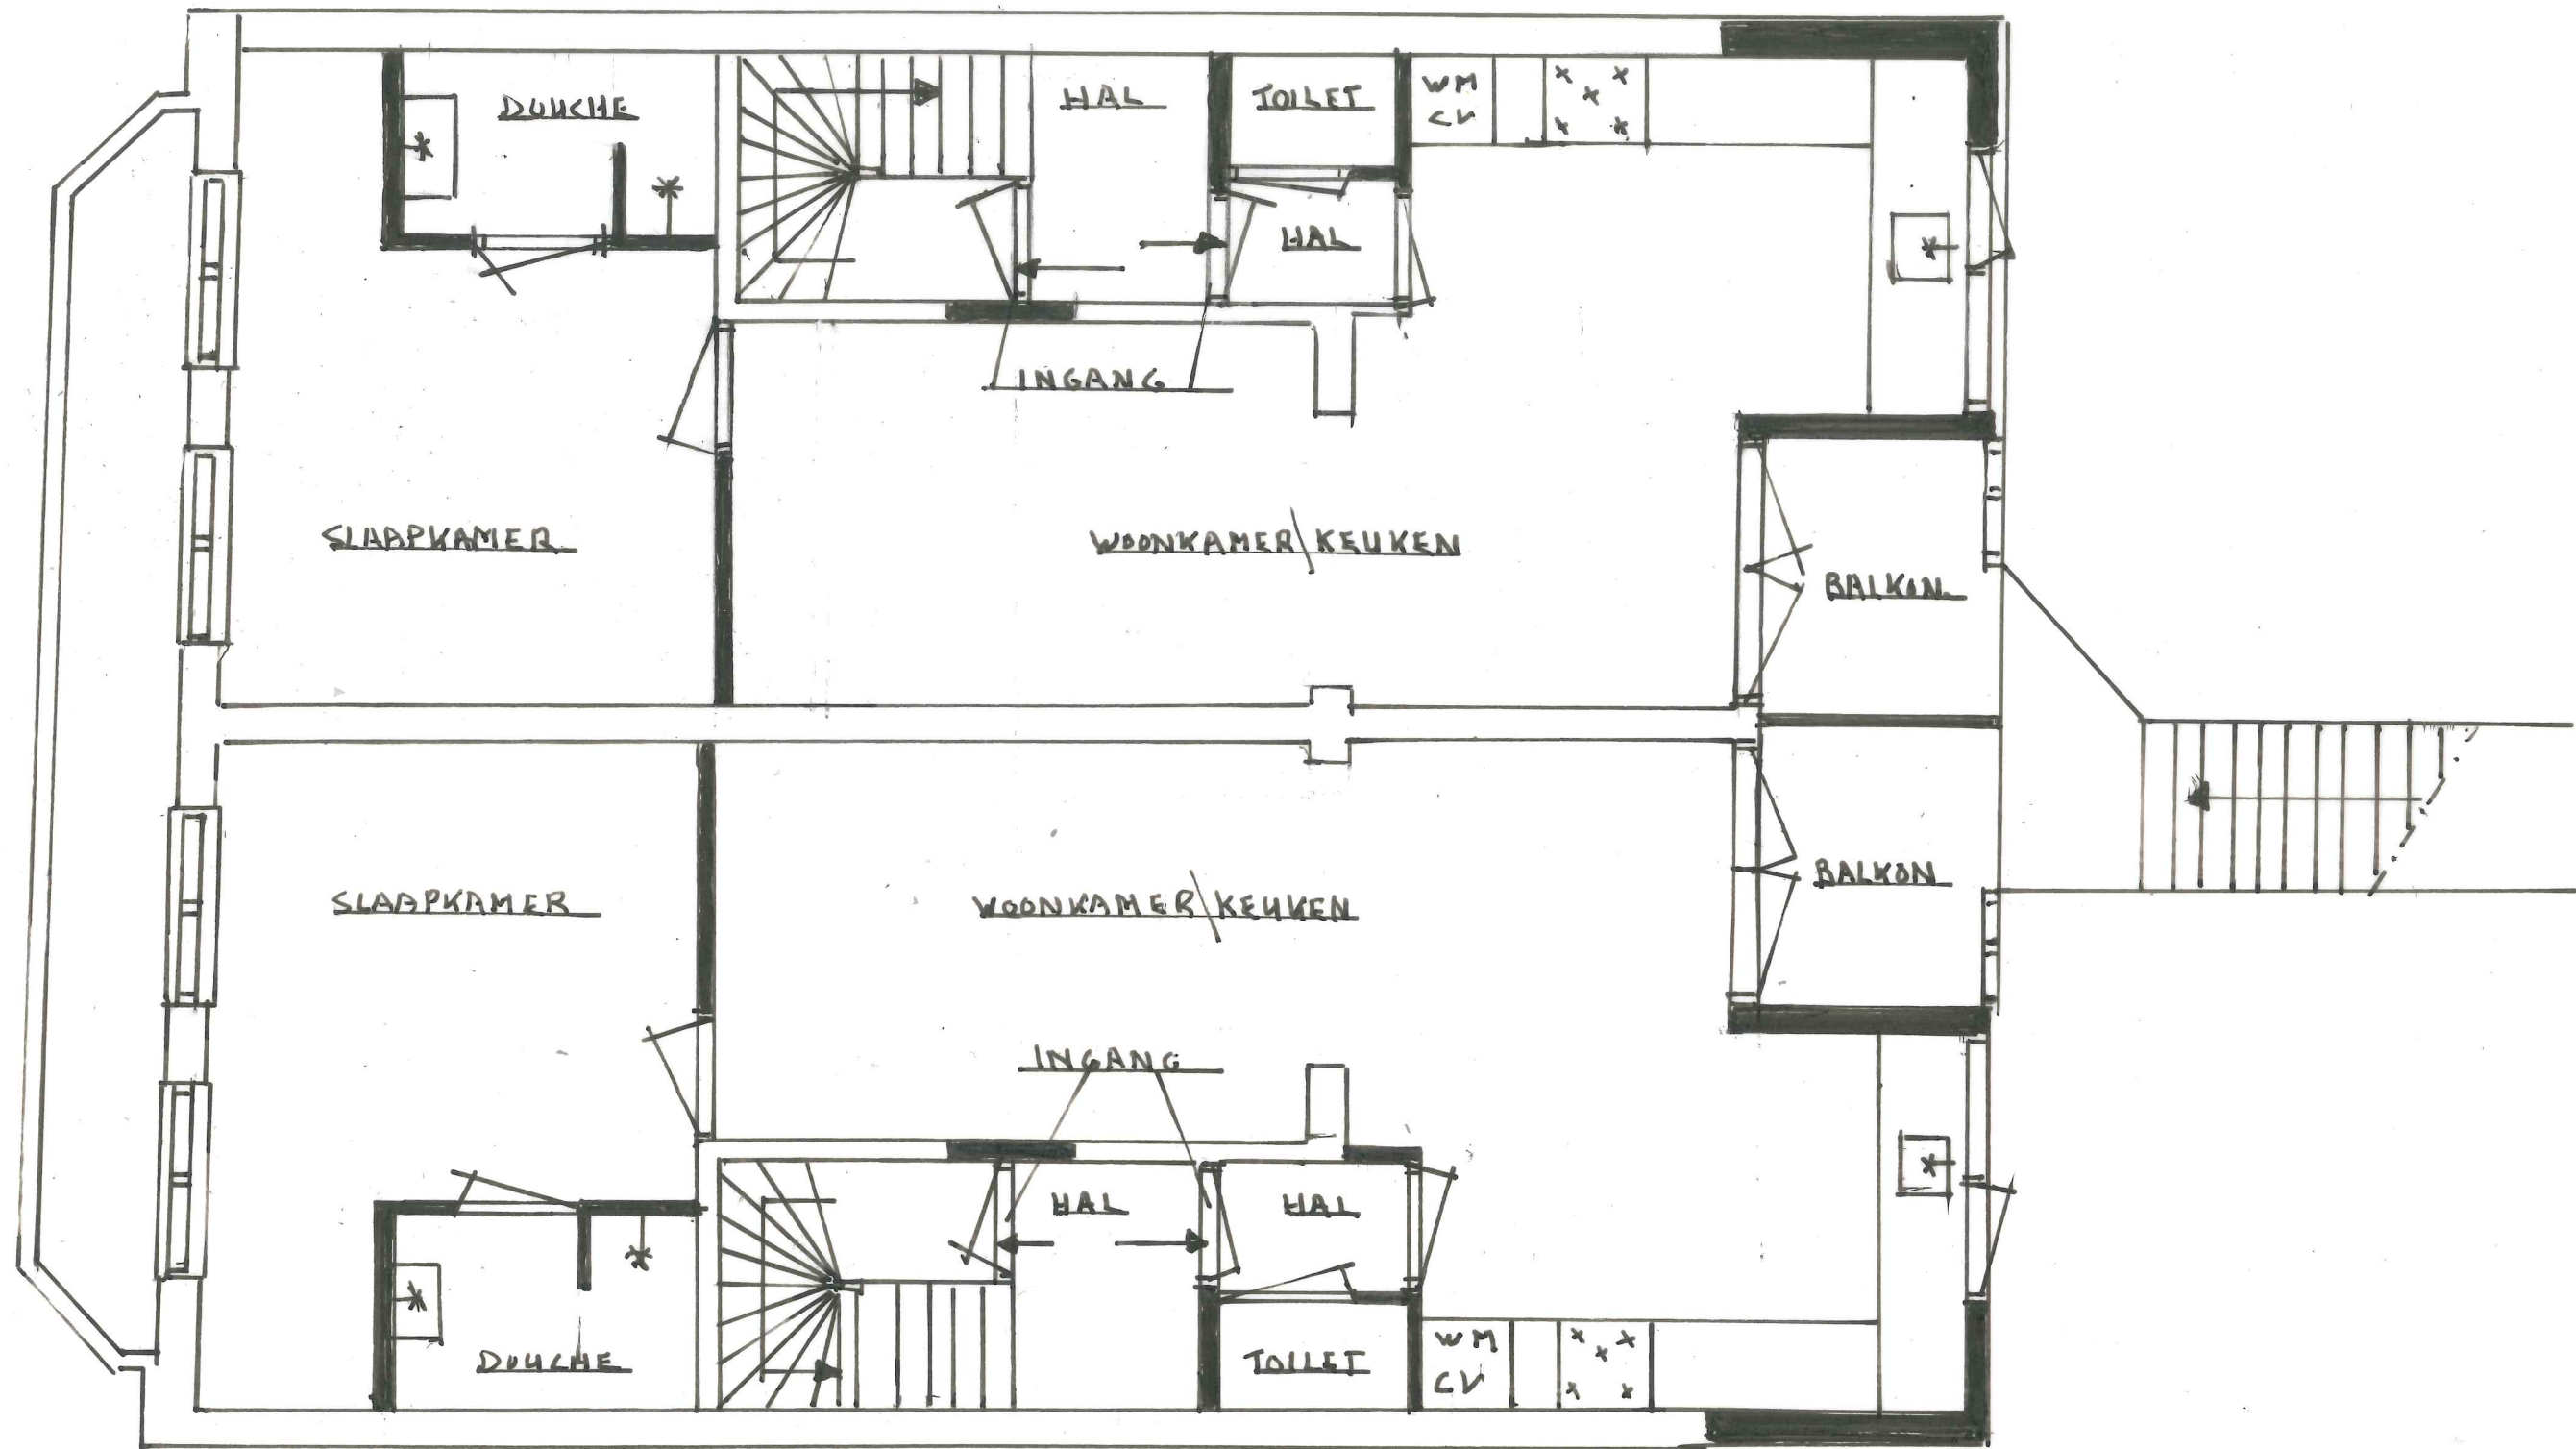 DOUCHE
HAL
TOILET
WM
CV
HAL
INGANG
SLAAPKAMER
WOONKAMER\KEUKEN
BALKON
BALKON
SLAAPKAMER
WOONKAMER\KEUKEN
INGANG
HAL
HAL
DOUCHE
TOILET
WM
CV